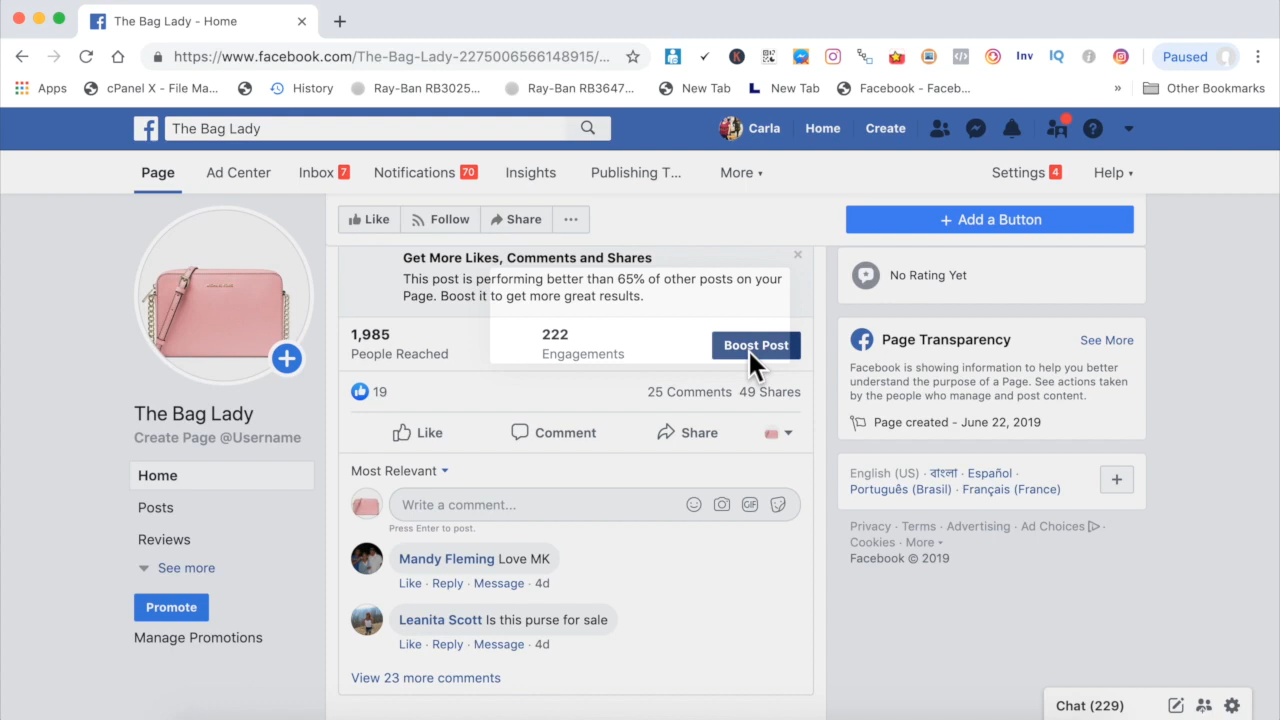 The Bag Lady - Home
https://www.facebook.com/The-Bag-Lady-2275006566148915/...
Inv
IQ
Paused
Apps
cPanel X - File Ma...
History
Ray-Ban RB3025...
Ray-Ban RB3647...
New Tab
L New Tab
Facebook - Faceb...
»
Other Bookmarks
The Bag Lady
Carla
Home
Create
Page
Ad Center
Inbox 7
Notifications 70
Insights
Publishing T...
More
Settings 4
Help
Like
Follow
Share
...
+ Add a Button
MICHAEL KORS
The Bag Lady
Create Page @Username
Home
Posts
Reviews
See more
Promote
Manage Promotions
Get More Likes, Comments and Shares
This post is performing better than 65% of other posts on your
Page. Boost it to get more great results.
1,985
People Reached
222
Engagements
Boost Post
19
25 Comments 49 Shares
Like
Comment
Share
Most Relevant
Write a comment...
GIF
Press Enter to post.
Mandy Fleming Love MK
Like · Reply · Message · 4d
Leanita Scott Is this purse for sale
Like · Reply · Message · 4d
View 23 more comments
No Rating Yet
Page Transparency
See More
Facebook is showing information to help you better
understand the purpose of a Page. See actions taken
by the people who manage and post content.
Page created - June 22, 2019
English (US) · বাংলা · Español ·
Português (Brasil) · Français (France)
Privacy · Terms · Advertising · Ad Choices ·
Cookies · More
Facebook © 2019
Chat (229)